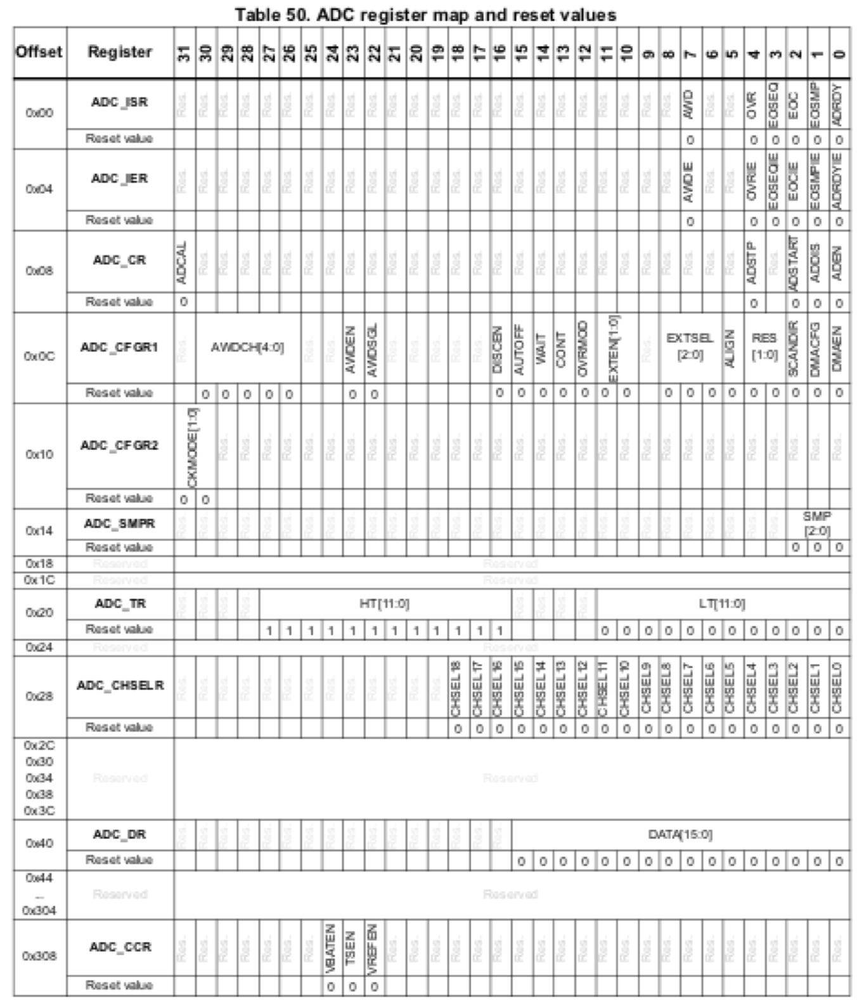 Table 50. ADC register map and reset values
Offset Register 31 30 29 28 27 26 25 24 23 22 21 20 19 18 17 16 15 14 13 12 11 10 9 8 7 6 5 4 3 2 1 0
0x00 ADC_ISR Res. Res. Res. Res. Res. Res. Res. Res. Res. Res. Res. Res. Res. Res. Res. Res. Res. Res. Res. Res. Res. Res. Res. Res. AWD Res. Res. OVR EOSEQ EOC EOSMP ADRDY
Reset value 0 0 0 0 0 0
0x04 ADC_IER Res. Res. Res. Res. Res. Res. Res. Res. Res. Res. Res. Res. Res. Res. Res. Res. Res. Res. Res. Res. Res. Res. Res. Res. AWDIE Res. Res. OVRIE EOSEQIE EOCIE EOSMPIE ADRDYIE
Reset value 0 0 0 0 0 0
0x08 ADC_CR ADCAL Res. Res. Res. Res. Res. Res. Res. Res. Res. Res. Res. Res. Res. Res. Res. Res. Res. Res. Res. Res. Res. Res. Res. Res. Res. Res. ADSTP Res. ADSTART ADDIS ADEN
Reset value 0 0 0 0 0
0x0C ADC_CFGR1 Res. AWDCH[4:0] Res. Res. AWDEN AWDSGL Res. Res. Res. Res. Res. DISCEN AUTOFF WAIT CONT OVRMOD EXTEN[1:0] Res. EXTSEL [2:0] ALIGN RES [1:0] SCANDIR DMACFG DMAEN
Reset value 0 0 0 0 0 0 0 0 0 0 0 0 0 0 0 0 0 0 0 0 0 0 0
0x10 ADC_CFGR2 CKMODE[1:0] Res. Res. Res. Res. Res. Res. Res. Res. Res. Res. Res. Res. Res. Res. Res. Res. Res. Res. Res. Res. Res. Res. Res. Res. Res. Res. Res. Res. Res. Res.
Reset value 0 0
0x14 ADC_SMPR Res. Res. Res. Res. Res. Res. Res. Res. Res. Res. Res. Res. Res. Res. Res. Res. Res. Res. Res. Res. Res. Res. Res. Res. Res. Res. Res. Res. Res. SMP [2:0]
Reset value 0 0 0
0x18 Reserved Reserved
0x1C Reserved Reserved
0x20 ADC_TR Res. Res. Res. Res. HT[11:0] Res. Res. Res. Res. LT[11:0]
Reset value 1 1 1 1 1 1 1 1 1 1 1 1 0 0 0 0 0 0 0 0 0 0 0 0
0x24 Reserved Reserved
0x28 ADC_CHSELR Res. Res. Res. Res. Res. Res. Res. Res. Res. Res. Res. Res. Res. CHSEL18 CHSEL17 CHSEL16 CHSEL15 CHSEL14 CHSEL13 CHSEL12 CHSEL11 CHSEL10 CHSEL9 CHSEL8 CHSEL7 CHSEL6 CHSEL5 CHSEL4 CHSEL3 CHSEL2 CHSEL1 CHSEL0
Reset value 0 0 0 0 0 0 0 0 0 0 0 0 0 0 0 0 0 0 0
0x2C
0x30
0x34 Reserved Reserved
0x38
0x3C
0x40 ADC_DR Res. Res. Res. Res. Res. Res. Res. Res. Res. Res. Res. Res. Res. Res. Res. Res. DATA[15:0]
Reset value 0 0 0 0 0 0 0 0 0 0 0 0 0 0 0 0
0x44
... Reserved Reserved
0x304
0x308 ADC_CCR Res. Res. Res. Res. Res. Res. Res. VBATEN TSEN VREFEN Res. Res. Res. Res. Res. Res. Res. Res. Res. Res. Res. Res. Res. Res. Res. Res. Res. Res. Res. Res. Res. Res.
Reset value 0 0 0